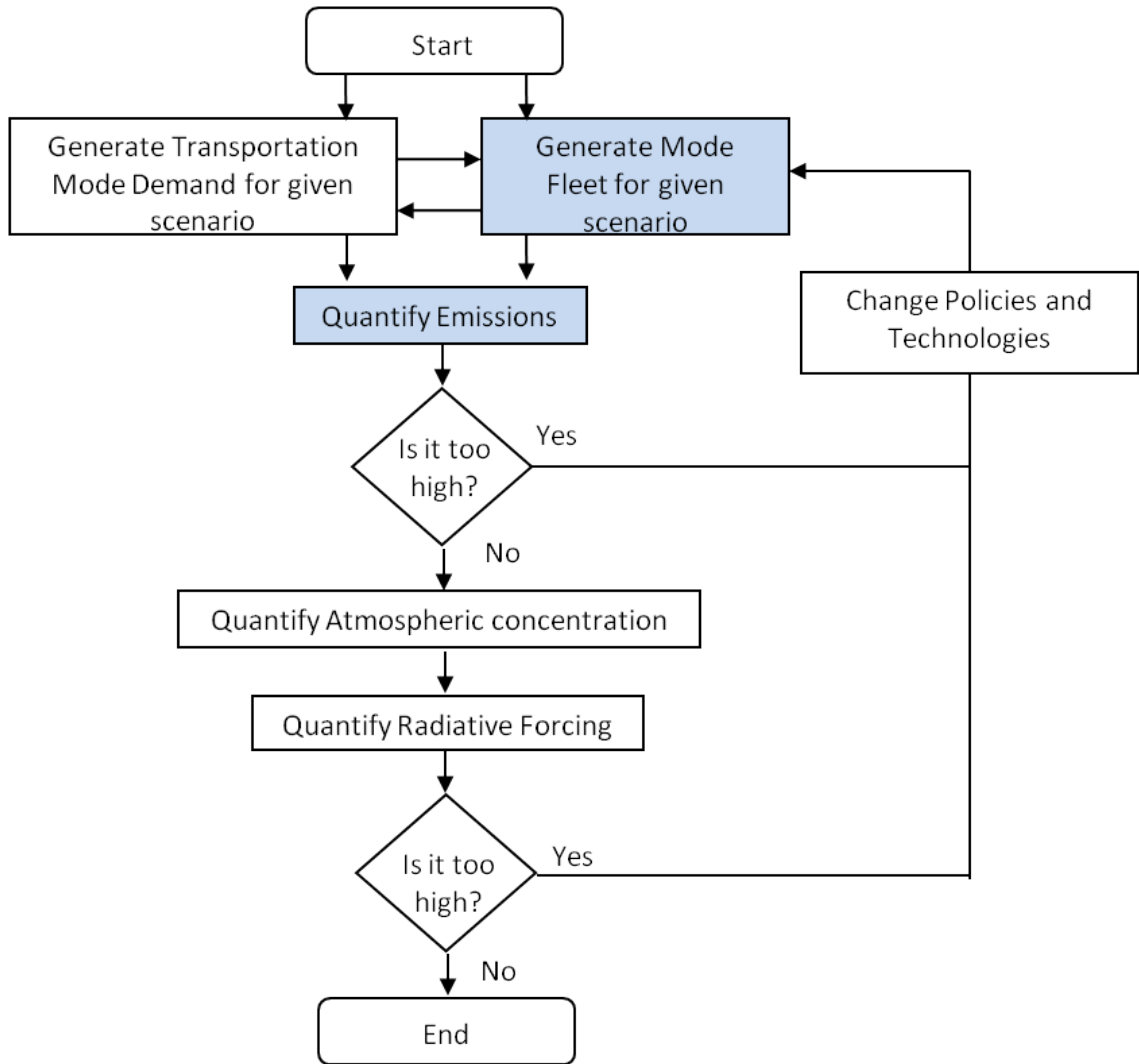 Start
Generate Transportation
Mode Demand for given
scenario
Generate Mode
Fleet for given
scenario
Quantify Emissions
Change Policies and
Technologies
Is it too
high?
Yes
No
Quantify Atmospheric concentration
Quantify Radiative Forcing
Is it too
high?
Yes
No
End